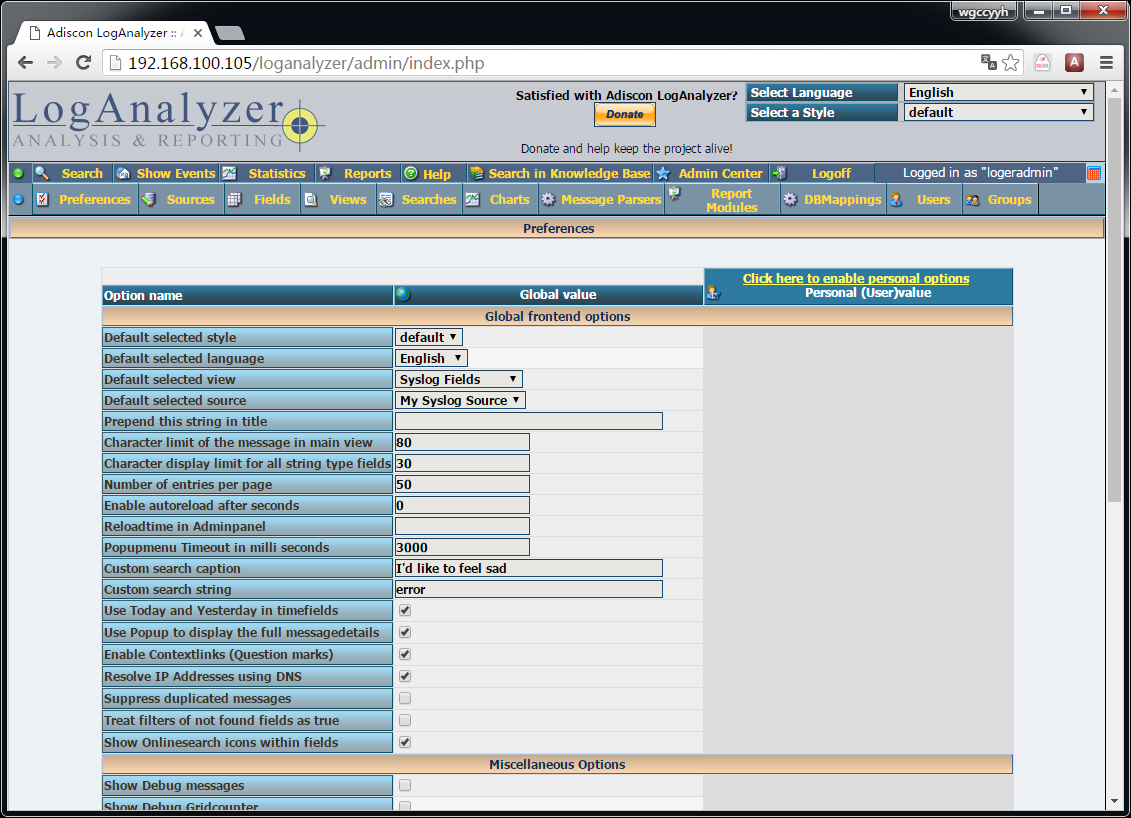 wgccyyh
Adiscon LogAnalyzer ::
192.168.100.105/loganalyzer/admin/index.php
LogAnalyzer
ANALYSIS & REPORTING
Satisfied with Adiscon LogAnalyzer?
Donate
Donate and help keep the project alive!
Select Language English
Select a Style default
Search Show Events Statistics Reports Help Search in Knowledge Base Admin Center Logoff Logged in as "logeradmin"
Preferences Sources Fields Views Searches Charts Message Parsers Report Modules DBMappings Users Groups
Preferences
Click here to enable personal options
Option name Global value Personal (User)value
Global frontend options
Default selected style default
Default selected language English
Default selected view Syslog Fields
Default selected source My Syslog Source
Prepend this string in title
Character limit of the message in main view 80
Character display limit for all string type fields 30
Number of entries per page 50
Enable autoreload after seconds 0
Reloadtime in Adminpanel
Popupmenu Timeout in milli seconds 3000
Custom search caption I'd like to feel sad
Custom search string error
Use Today and Yesterday in timefields
Use Popup to display the full messagedetails
Enable Contextlinks (Question marks)
Resolve IP Addresses using DNS
Suppress duplicated messages
Treat filters of not found fields as true
Show Onlinesearch icons within fields
Miscellaneous Options
Show Debug messages
Show Debug Gridcounter